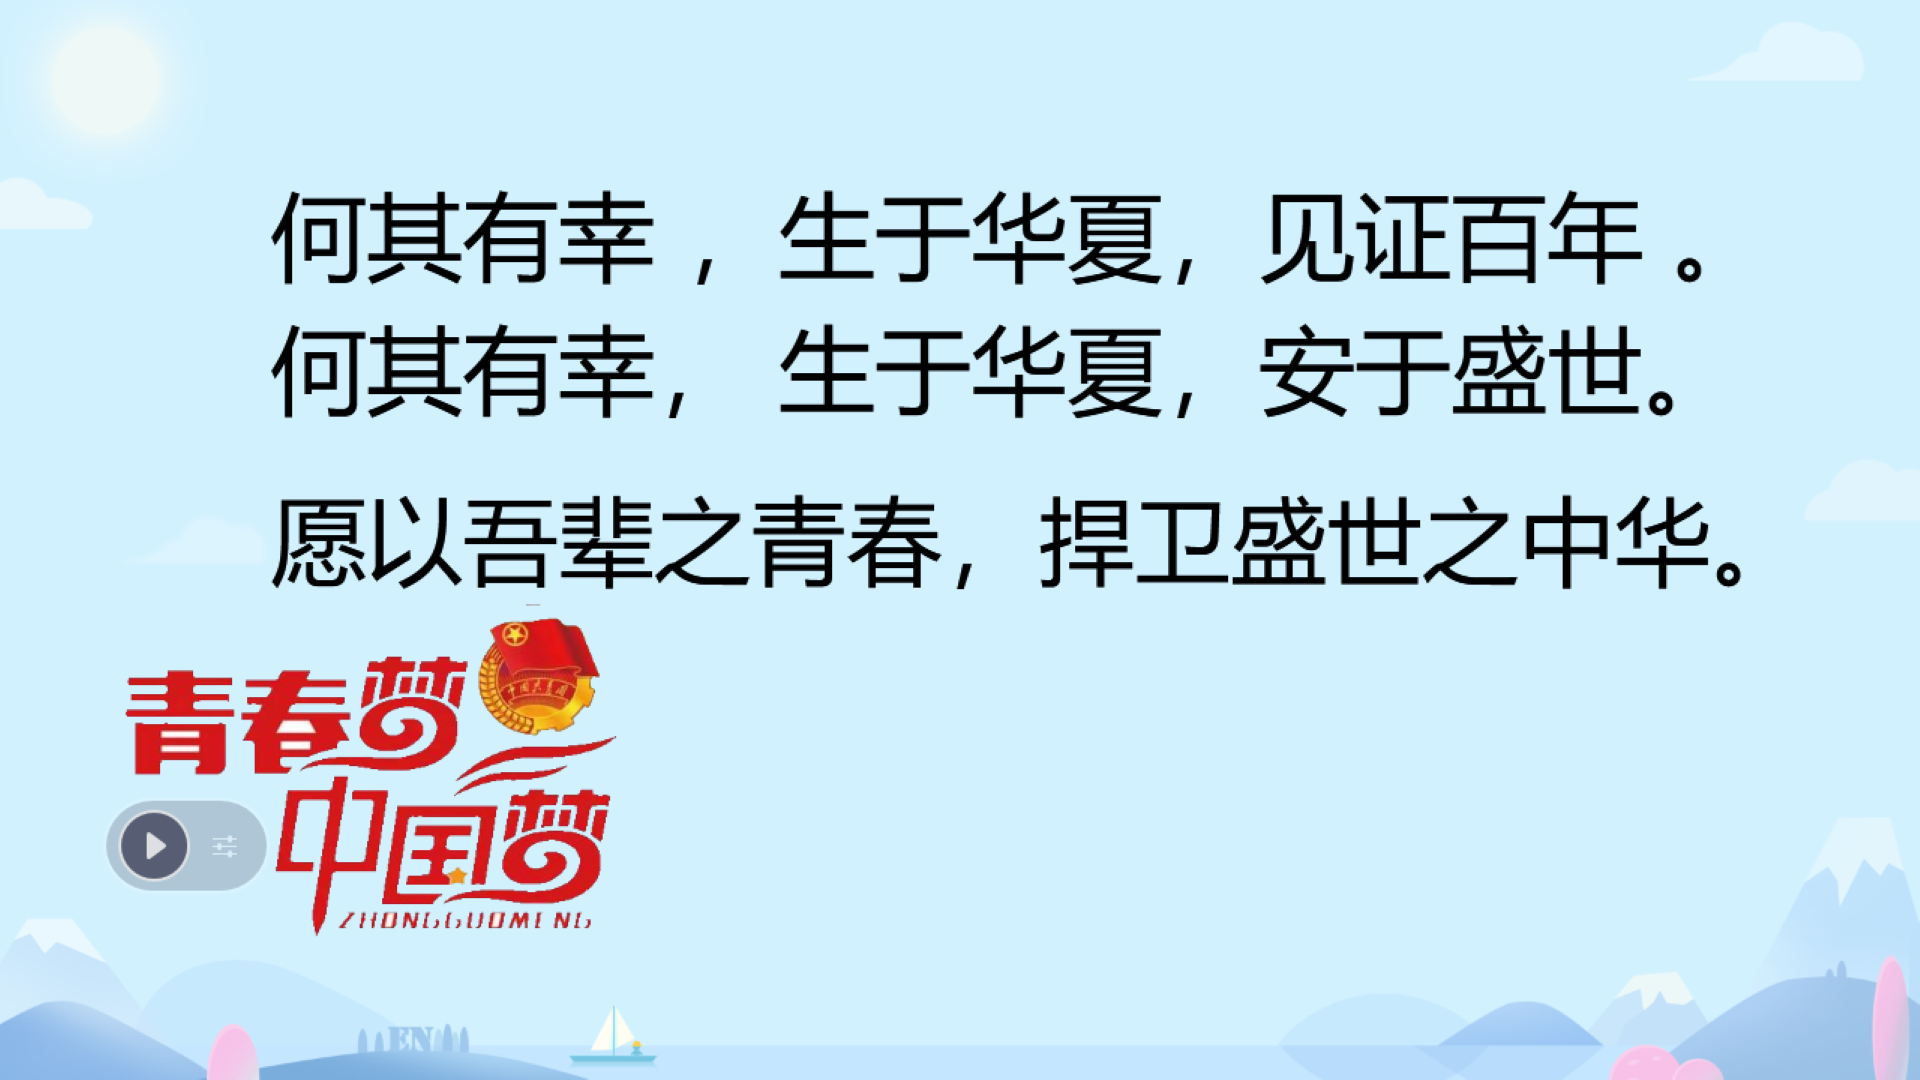 何其有幸 ，生于华夏，见证百年 。
何其有幸， 生于华夏，安于盛世。
愿以吾辈之青春，捍卫盛世之中华。
青春梦
中国梦
ZHONGGUOMENG
EN